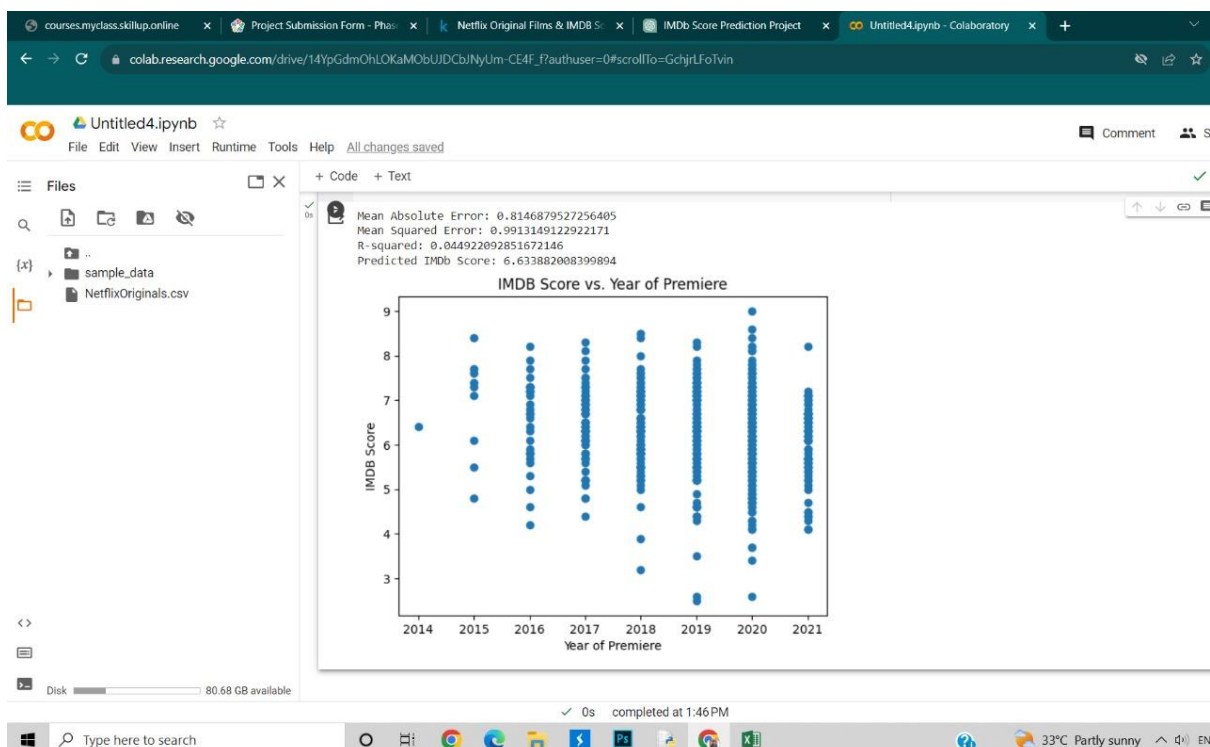 courses.myclass.skillup.online
Project Submission Form - Phas
Netflix Original Films & IMDB Sc
IMDb Score Prediction Project
Untitled4.ipynb - Colaboratory
colab.research.google.com/drive/14YpGdmOhLOKaMObUJDCbJNyUm-CE4F_f?authuser=0#scrollTo=GchjrLFoTvin
CO Untitled4.ipynb
File Edit View Insert Runtime Tools Help All changes saved
Comment S
Files
+ Code + Text
..
sample_data
NetflixOriginals.csv
{x}
0s
Mean Absolute Error: 0.8146879527256405
Mean Squared Error: 0.9913149122922171
R-squared: 0.044922092851672146
Predicted IMDb Score: 6.633882008399894
IMDB Score vs. Year of Premiere
9
8
7
6
5
4
3
IMDB Score
2014 2015 2016 2017 2018 2019 2020 2021
Year of Premiere
Disk 80.68 GB available
0s completed at 1:46 PM
Type here to search
Ps
33°C Partly sunny
EN